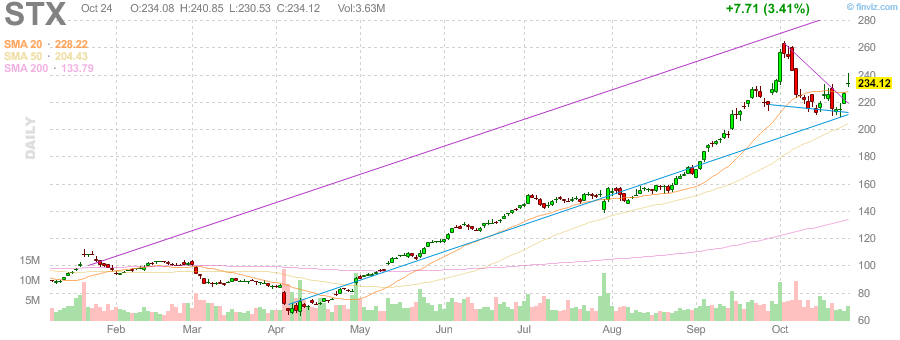 STX Oct 24 O:234.08 H:240.85 L:230.53 C:234.12 Vol:3.63M +7.71 (3.41%) © finviz.com
SMA 20 · 228.22
SMA 50 · 204.43
SMA 200 · 133.79
DAILY
280
260
240
234.12
220
200
180
160
140
120
100
80
60
15M
10M
5M
Feb Mar Apr May Jun Jul Aug Sep Oct